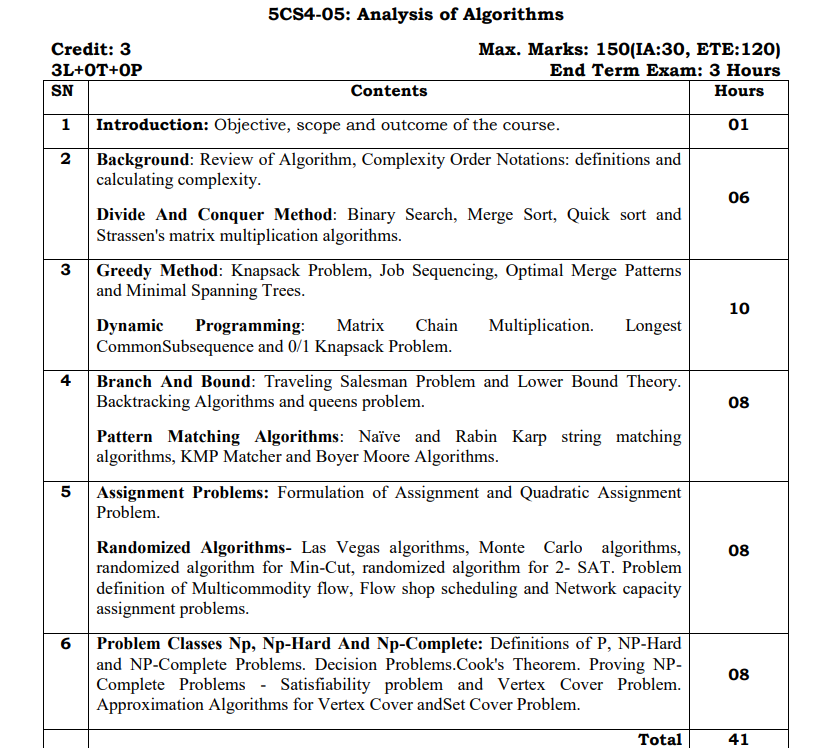 5CS4-05: Analysis of Algorithms
Credit: 3 Max. Marks: 150(IA:30, ETE:120)
3L+0T+0P End Term Exam: 3 Hours
SN Contents Hours
1 Introduction: Objective, scope and outcome of the course. 01
2 Background: Review of Algorithm, Complexity Order Notations: definitions and
calculating complexity.
06
Divide And Conquer Method: Binary Search, Merge Sort, Quick sort and
Strassen's matrix multiplication algorithms.
3 Greedy Method: Knapsack Problem, Job Sequencing, Optimal Merge Patterns
and Minimal Spanning Trees.
10
Dynamic Programming: Matrix Chain Multiplication. Longest
CommonSubsequence and 0/1 Knapsack Problem.
4 Branch And Bound: Traveling Salesman Problem and Lower Bound Theory.
Backtracking Algorithms and queens problem.
08
Pattern Matching Algorithms: Naïve and Rabin Karp string matching
algorithms, KMP Matcher and Boyer Moore Algorithms.
5 Assignment Problems: Formulation of Assignment and Quadratic Assignment
Problem.
Randomized Algorithms- Las Vegas algorithms, Monte Carlo algorithms,
08
randomized algorithm for Min-Cut, randomized algorithm for 2- SAT. Problem
definition of Multicommodity flow, Flow shop scheduling and Network capacity
assignment problems.
6 Problem Classes Np, Np-Hard And Np-Complete: Definitions of P, NP-Hard
and NP-Complete Problems. Decision Problems.Cook's Theorem. Proving NP-
08
Complete Problems - Satisfiability problem and Vertex Cover Problem.
Approximation Algorithms for Vertex Cover andSet Cover Problem.
Total 41